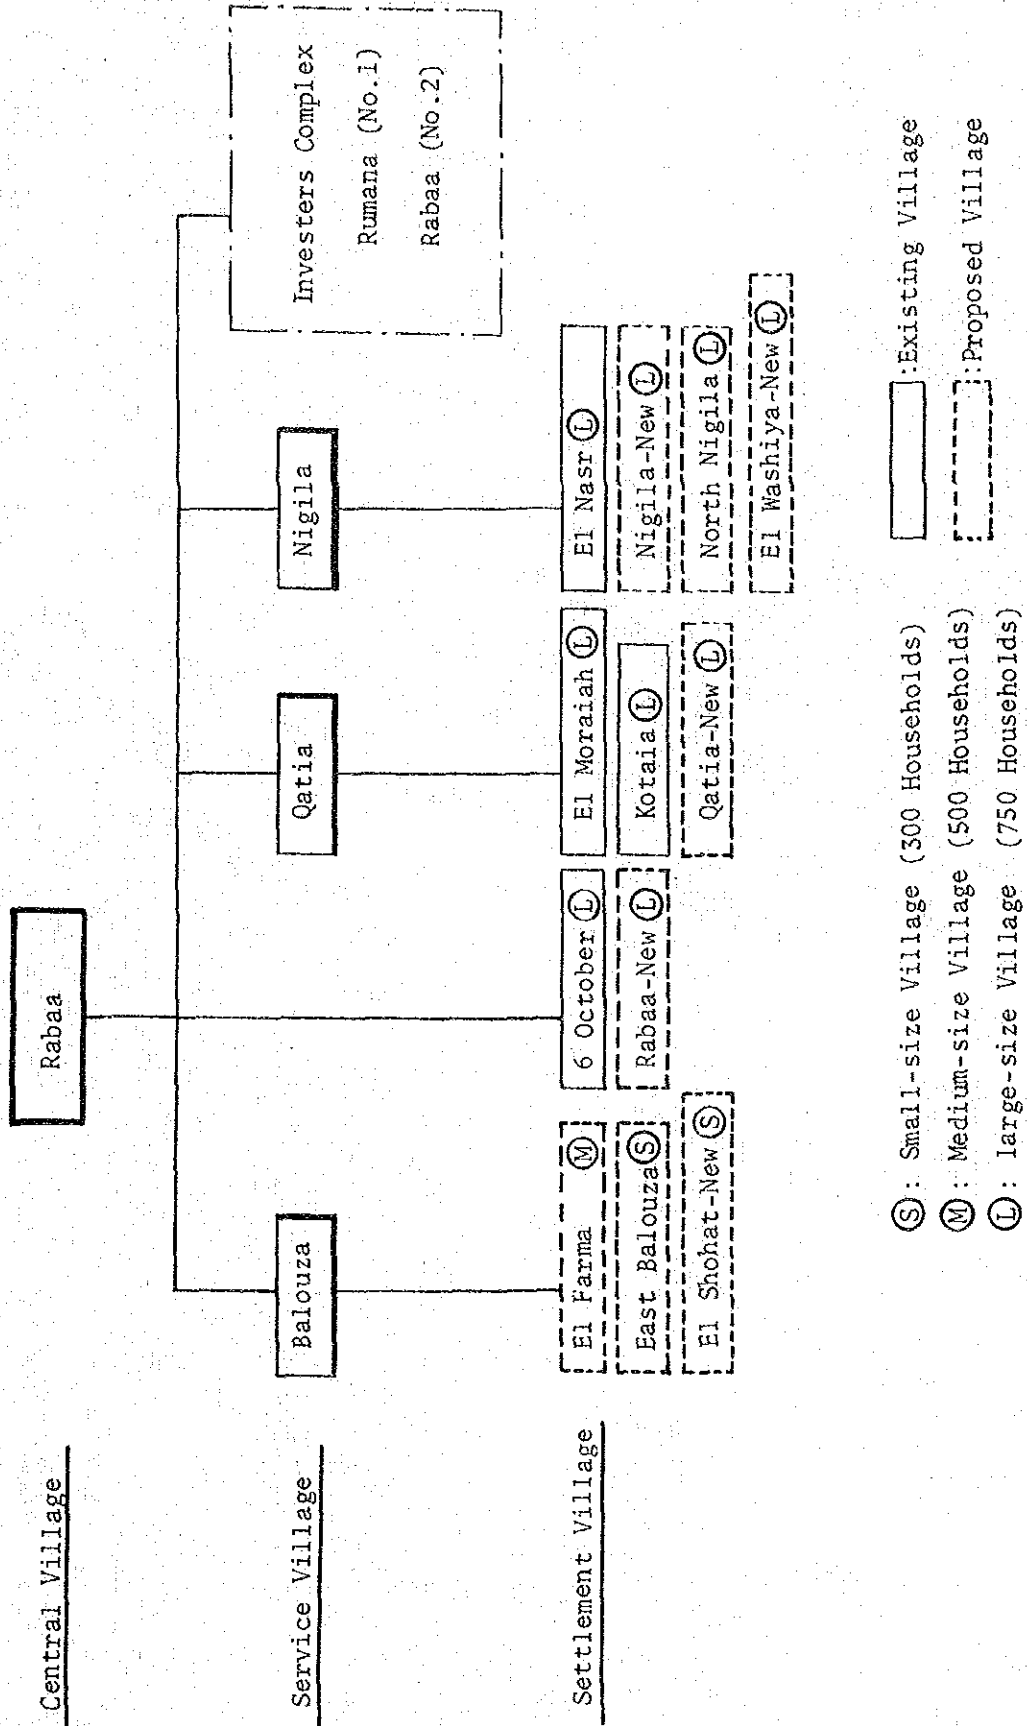 Central Village
Rabaa
Service Village
Balouza
Qatia
Nigila
Investers Complex
Rumana (No.1)
Rabaa (No.2)
Settlement Village
El Farma Ⓜ
East Balouza Ⓢ
El Shohat-New Ⓢ
6 October Ⓛ
Rabaa-New Ⓛ
El Moraiah Ⓛ
Kotaia Ⓛ
Qatia-New Ⓛ
El Nasr Ⓛ
Nigila-New Ⓛ
North Nigila Ⓛ
El Washiya-New Ⓛ
Ⓢ: Small-size Village (300 Households)
Ⓜ: Medium-size Village (500 Households)
Ⓛ: large-size Village (750 Households)
:Existing Village
:Proposed Village